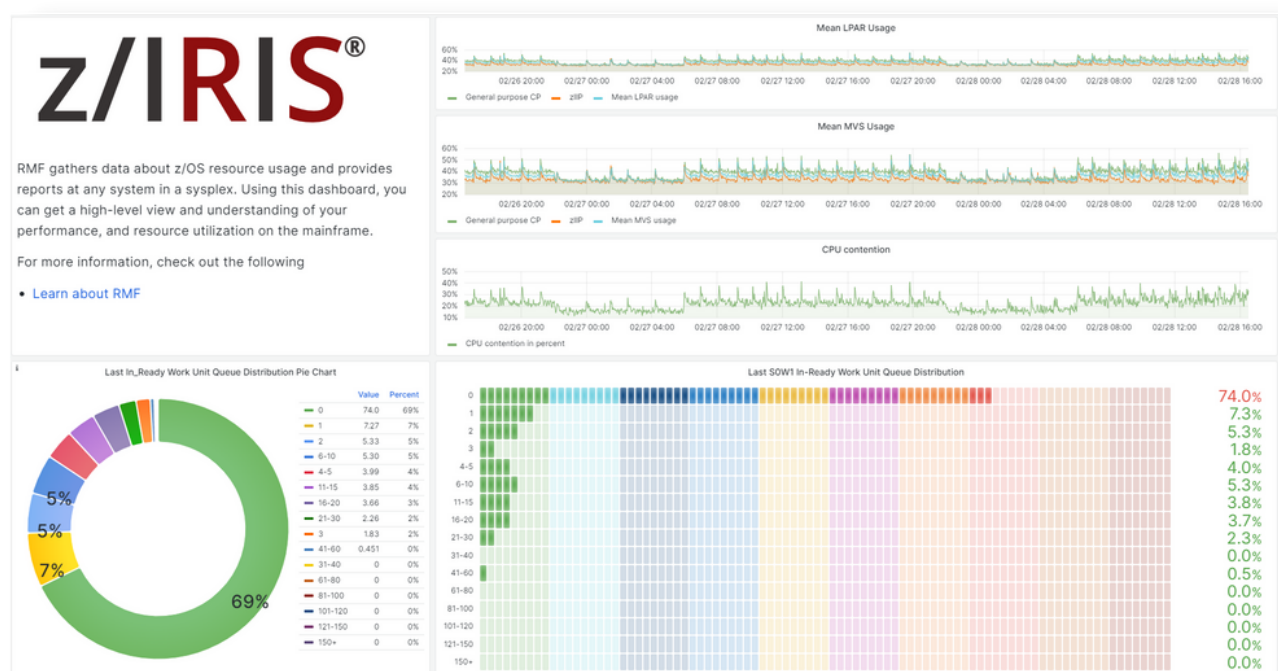 z/IRIS®
RMF gathers data about z/OS resource usage and provides
reports at any system in a sysplex. Using this dashboard, you
can get a high-level view and understanding of your
performance, and resource utilization on the mainframe.
For more information, check out the following
• Learn about RMF
Mean LPAR Usage
60%
40%
20%
02/26 20:00 02/27 00:00 02/27 04:00 02/27 08:00 02/27 12:00 02/27 16:00 02/27 20:00 02/28 00:00 02/28 04:00 02/28 08:00 02/28 12:00 02/28 16:00
General purpose CP zIIP Mean LPAR usage
Mean MVS Usage
60%
50%
40%
30%
20%
02/26 20:00 02/27 00:00 02/27 04:00 02/27 08:00 02/27 12:00 02/27 16:00 02/27 20:00 02/28 00:00 02/28 04:00 02/28 08:00 02/28 12:00 02/28 16:00
General purpose CP zIIP Mean MVS usage
CPU contention
50%
40%
30%
20%
10%
02/26 20:00 02/27 00:00 02/27 04:00 02/27 08:00 02/27 12:00 02/27 16:00 02/27 20:00 02/28 00:00 02/28 04:00 02/28 08:00 02/28 12:00 02/28 16:00
CPU contention in percent
i
Last In_Ready Work Unit Queue Distribution Pie Chart
5%
5%
7%
69%
Value Percent
0 74.0 69%
1 7.27 7%
2 5.33 5%
6-10 5.30 5%
4-5 3.99 4%
11-15 3.85 4%
16-20 3.66 3%
21-30 2.26 2%
3 1.83 2%
41-60 0.451 0%
31-40 0 0%
61-80 0 0%
81-100 0 0%
101-120 0 0%
121-150 0 0%
150+ 0 0%
Last S0W1 In-Ready Work Unit Queue Distribution
0 74.0%
1 7.3%
2 5.3%
3 1.8%
4-5 4.0%
6-10 5.3%
11-15 3.8%
16-20 3.7%
21-30 2.3%
31-40 0.0%
41-60 0.5%
61-80 0.0%
81-100 0.0%
101-120 0.0%
121-150 0.0%
150+ 0.0%